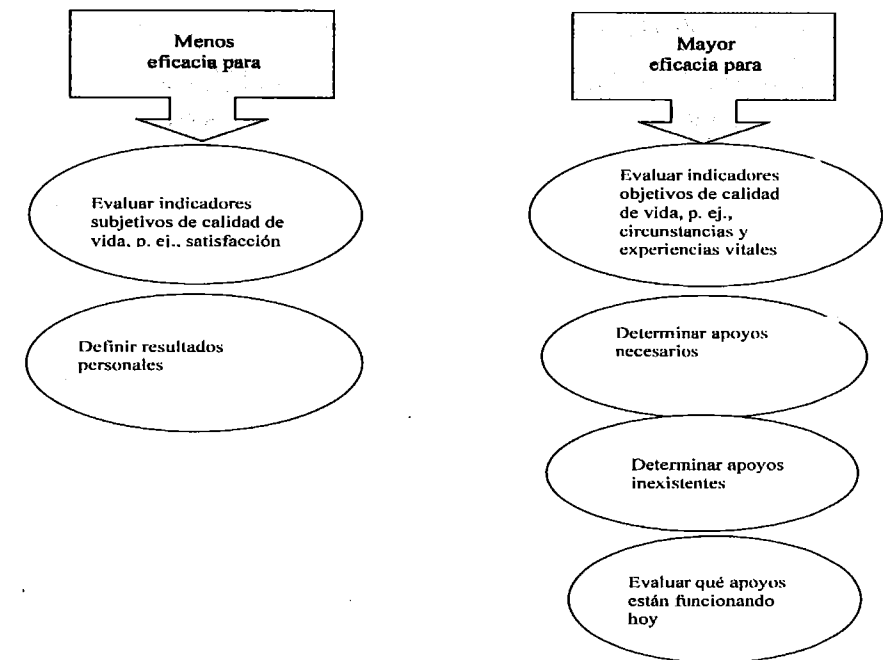 Menos
eficacia para
Evaluar indicadores
subjetivos de calidad de
vida, p. ej., satisfacción
Definir resultados
personales
Mayor
eficacia para
Evaluar indicadores
objetivos de calidad
de vida, p. ej.,
circunstancias y
experiencias vitales
Determinar apoyos
necesarios
Determinar apoyos
inexistentes
Evaluar qué apoyos
están funcionando
hoy